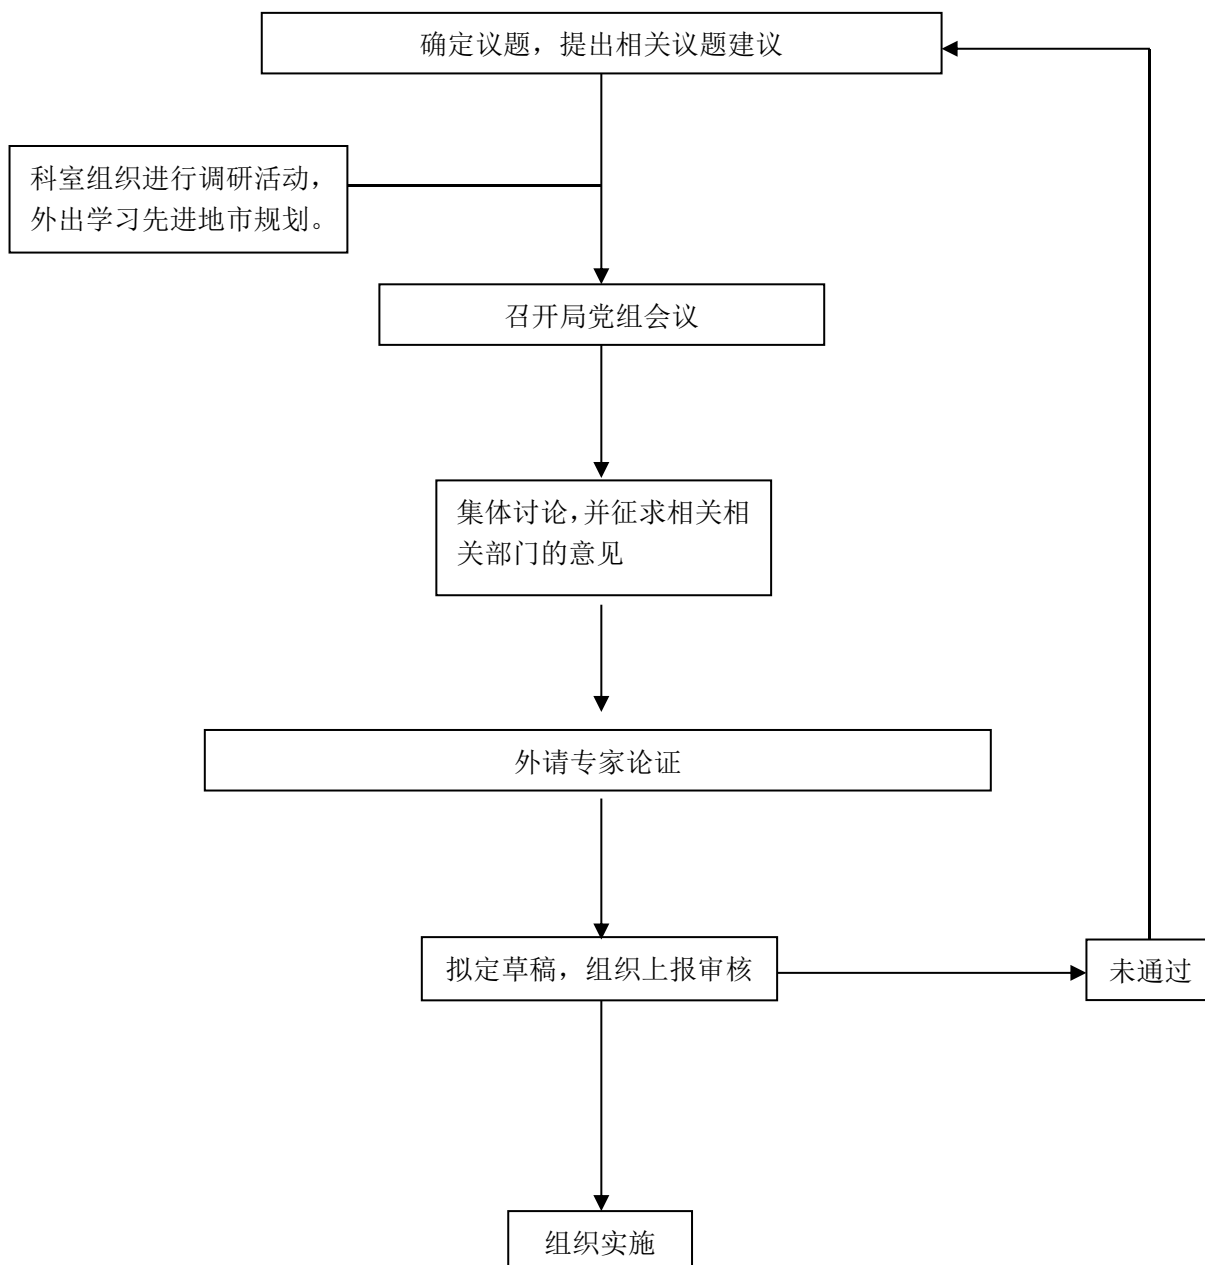 确定议题，提出相关议题建议
科室组织进行调研活动，
外出学习先进地市规划。
召开局党组会议
集体讨论，并征求相关相
关部门的意见
外请专家论证
拟定草稿，组织上报审核
未通过
组织实施